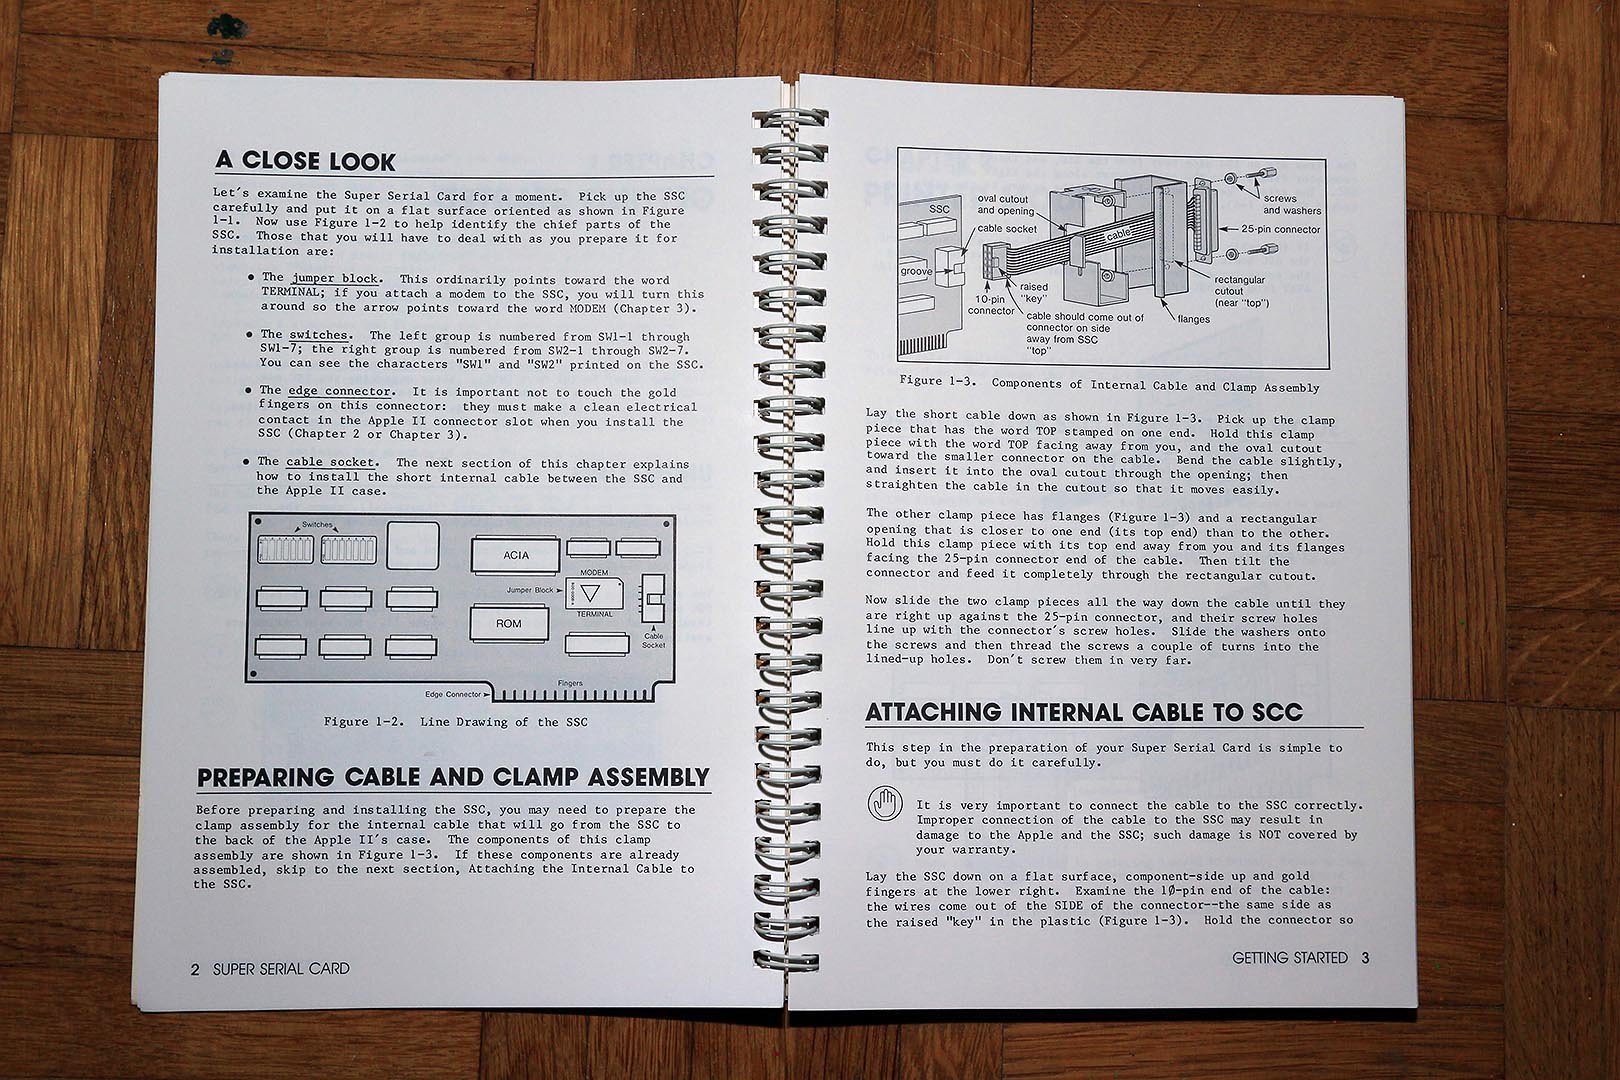 A CLOSE LOOK
Let's examine the Super Serial Card for a moment. Pick up the SSC
carefully and put it on a flat surface oriented as shown in Figure
1-1. Now use Figure 1-2 to help identify the chief parts of the
SSC. Those that you will have to deal with as you prepare it for
installation are:
• The jumper block. This ordinarily points toward the word
TERMINAL; if you attach a modem to the SSC, you will turn this
around so the arrow points toward the word MODEM (Chapter 3).
• The switches. The left group is numbered from SW1-1 through
SW1-7; the right group is numbered from SW2-1 through SW2-7.
You can see the characters "SW1" and "SW2" printed on the SSC.
• The edge connector. It is important not to touch the gold
fingers on this connector: they must make a clean electrical
contact in the Apple II connector slot when you install the
SSC (Chapter 2 or Chapter 3).
• The cable socket. The next section of this chapter explains
how to install the short internal cable between the SSC and
the Apple II case.
Switches
ACIA
MODEM
Jumper Block
TERMINAL
ROM
Cable
Socket
Fingers
Edge Connector
Figure 1-2. Line Drawing of the SSC
PREPARING CABLE AND CLAMP ASSEMBLY
Before preparing and installing the SSC, you may need to prepare the
clamp assembly for the internal cable that will go from the SSC to
the back of the Apple II's case. The components of this clamp
assembly are shown in Figure 1-3. If these components are already
assembled, skip to the next section, Attaching the Internal Cable to
the SSC.
2 SUPER SERIAL CARD
SSC
oval cutout
and opening
cable socket
groove
10-pin
connector
raised
"key"
cable
cable should come out of
connector on side
away from SSC
"top"
screws
and washers
25-pin connector
rectangular
cutout
(near "top")
flanges
Figure 1-3. Components of Internal Cable and Clamp Assembly
Lay the short cable down as shown in Figure 1-3. Pick up the clamp
piece that has the word TOP stamped on one end. Hold this clamp
piece with the word TOP facing away from you, and the oval cutout
toward the smaller connector on the cable. Bend the cable slightly,
and insert it into the oval cutout through the opening; then
straighten the cable in the cutout so that it moves easily.
The other clamp piece has flanges (Figure 1-3) and a rectangular
opening that is closer to one end (its top end) than to the other.
Hold this clamp piece with its top end away from you and its flanges
facing the 25-pin connector end of the cable. Then tilt the
connector and feed it completely through the rectangular cutout.
Now slide the two clamp pieces all the way down the cable until they
are right up against the 25-pin connector, and their screw holes
line up with the connector's screw holes. Slide the washers onto
the screws and then thread the screws a couple of turns into the
lined-up holes. Don't screw them in very far.
ATTACHING INTERNAL CABLE TO SCC
This step in the preparation of your Super Serial Card is simple to
do, but you must do it carefully.
It is very important to connect the cable to the SSC correctly.
Improper connection of the cable to the SSC may result in
damage to the Apple and the SSC; such damage is NOT covered by
your warranty.
Lay the SSC down on a flat surface, component-side up and gold
fingers at the lower right. Examine the 10-pin end of the cable:
the wires come out of the SIDE of the connector--the same side as
the raised "key" in the plastic (Figure 1-3). Hold the connector so
GETTING STARTED 3